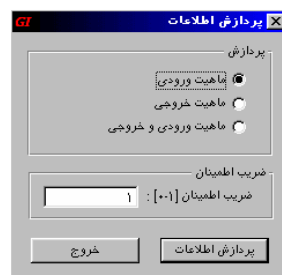 پردازش اطلاعات GI
پردازش
ماهیت ورودی
ماهیت خروجی
ماهیت ورودی و خروجی
ضریب اطمینان
ضریب اطمینان [۱-۰] : ۱
پردازش اطلاعات خروج